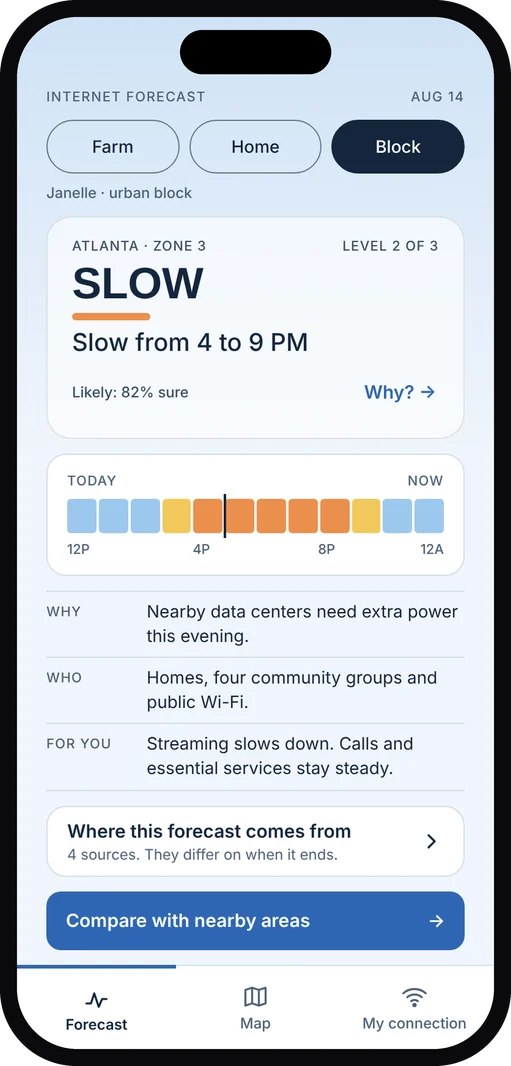 INTERNET FORECAST
AUG 14
Farm
Home
Block
Janelle · urban block
ATLANTA · ZONE 3
LEVEL 2 OF 3
SLOW
Slow from 4 to 9 PM
Likely: 82% sure
Why? →
TODAY
NOW
12P
4P
8P
12A
WHY
Nearby data centers need extra power
this evening.
WHO
Homes, four community groups and
public Wi-Fi.
FOR YOU
Streaming slows down. Calls and
essential services stay steady.
Where this forecast comes from
4 sources. They differ on when it ends.
Compare with nearby areas →
Forecast
Map
My connection